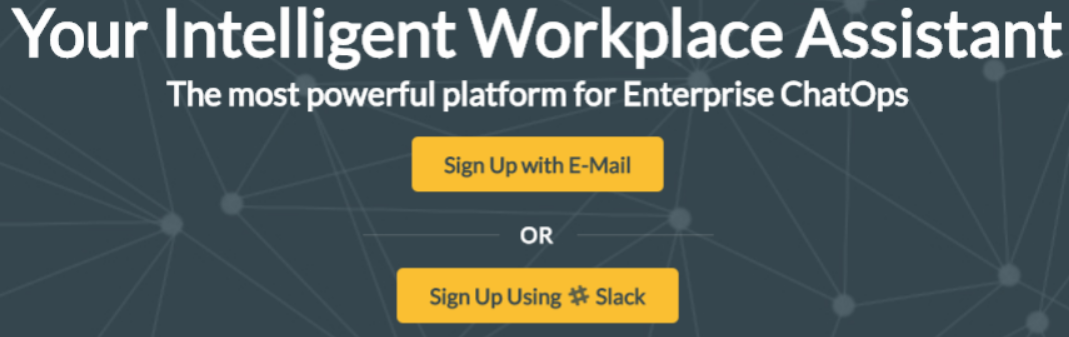 Your Intelligent Workplace Assistant
The most powerful platform for Enterprise ChatOps
Sign Up with E-Mail
OR
Sign Up Using Slack